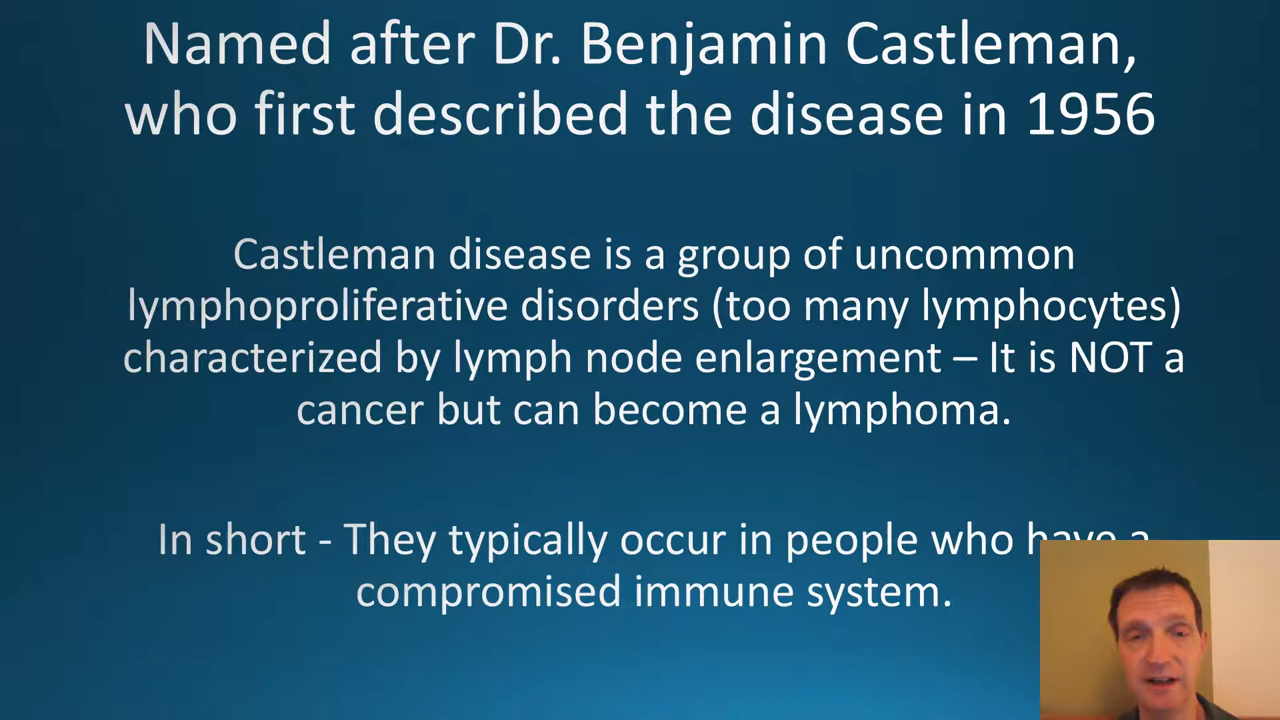 Named after Dr. Benjamin Castleman,
who first described the disease in 1956
Castleman disease is a group of uncommon
lymphoproliferative disorders (too many lymphocytes)
characterized by lymph node enlargement – It is NOT a
cancer but can become a lymphoma.
In short - They typically occur in people who have a
compromised immune system.